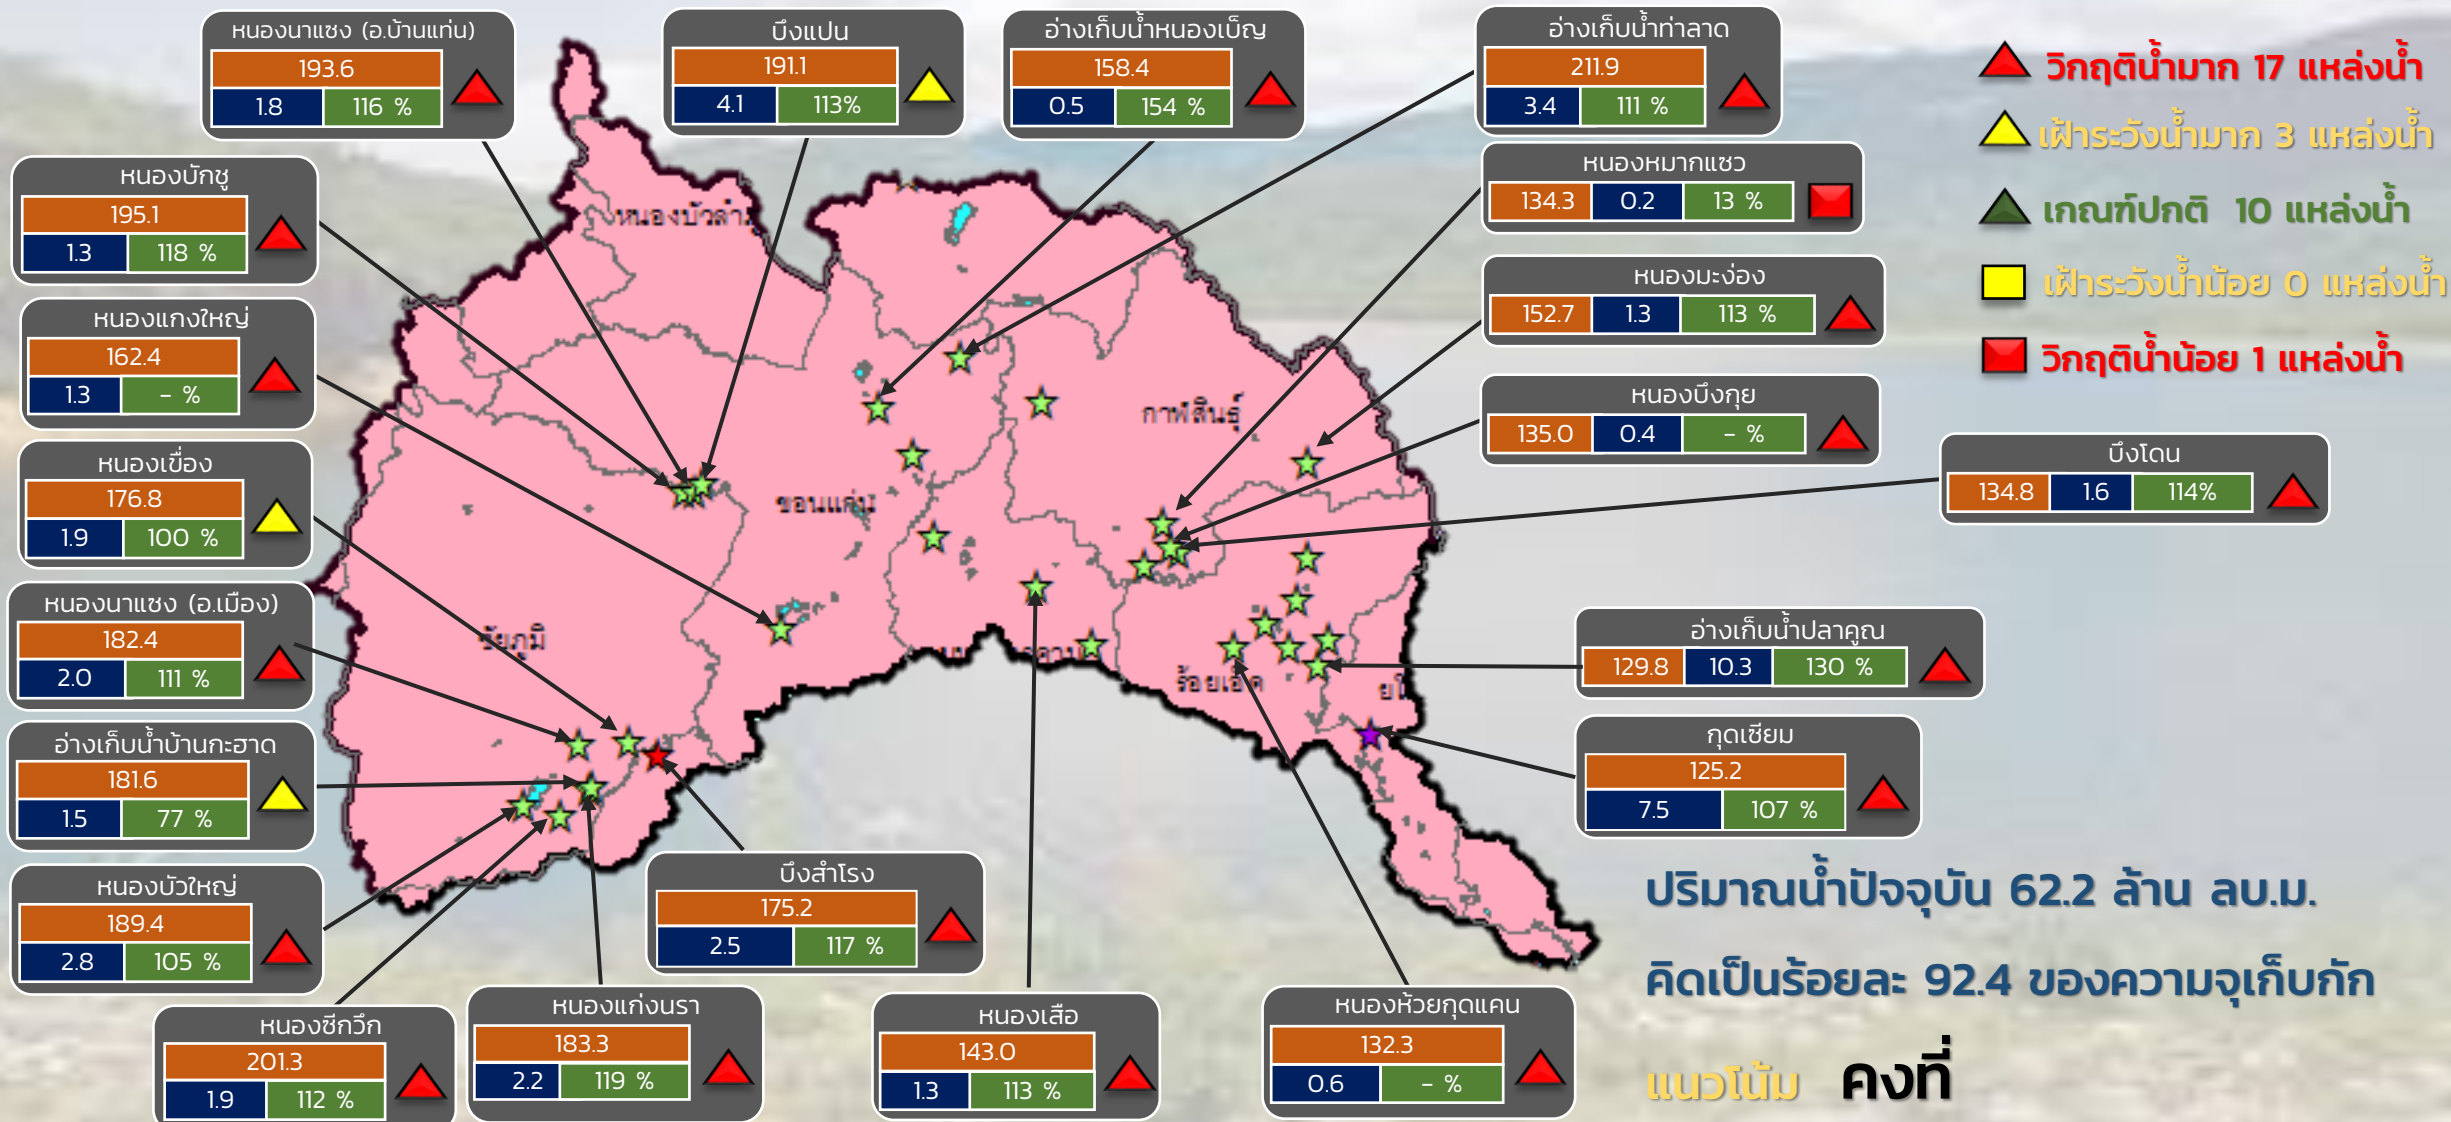 หนองนาแซง (อ.บ้านแท่น)
193.6
1.8 116 %
บึงแปน
191.1
4.1 113%
อ่างเก็บน้ำหนองเบ็ญ
158.4
0.5 154 %
อ่างเก็บน้ำท่าลาด
211.9
3.4 111 %
วิกฤติน้ำมาก 17 แหล่งน้ำ
เฝ้าระวังน้ำมาก 3 แหล่งน้ำ
เกณฑ์ปกติ 10 แหล่งน้ำ
เฝ้าระวังน้ำน้อย 0 แหล่งน้ำ
วิกฤติน้ำน้อย 1 แหล่งน้ำ
หนองบักซู
195.1
1.3 118 %
หนองหมากแซว
134.3 0.2 13 %
หนองมะง่อง
152.7 1.3 113 %
หนองแกงใหญ่
162.4
1.3 - %
หนองบึงกุย
135.0 0.4 - %
บึงโดน
134.8 1.6 114%
หนองเขื่อง
176.8
1.9 100 %
หนองนาแซง (อ.เมือง)
182.4
2.0 111 %
อ่างเก็บน้ำปลาคูณ
129.8 10.3 130 %
อ่างเก็บน้ำบ้านกะฮาด
181.6
1.5 77 %
กุดเซียม
125.2
7.5 107 %
หนองบัวใหญ่
189.4
2.8 105 %
บึงสำโรง
175.2
2.5 117 %
หนองซีกวึก
201.3
1.9 112 %
หนองแก่งนรา
183.3
2.2 119 %
หนองเสือ
143.0
1.3 113 %
หนองห้วยกุดแคน
132.3
0.6 - %
กาฬสินธุ์
ขอนแก่น
ชัยภูมิ
ร้อยเอ็ด
ปริมาณน้ำปัจจุบัน 62.2 ล้าน ลบ.ม.
คิดเป็นร้อยละ 92.4 ของความจุเก็บกัก
แนวโน้ม คงที่